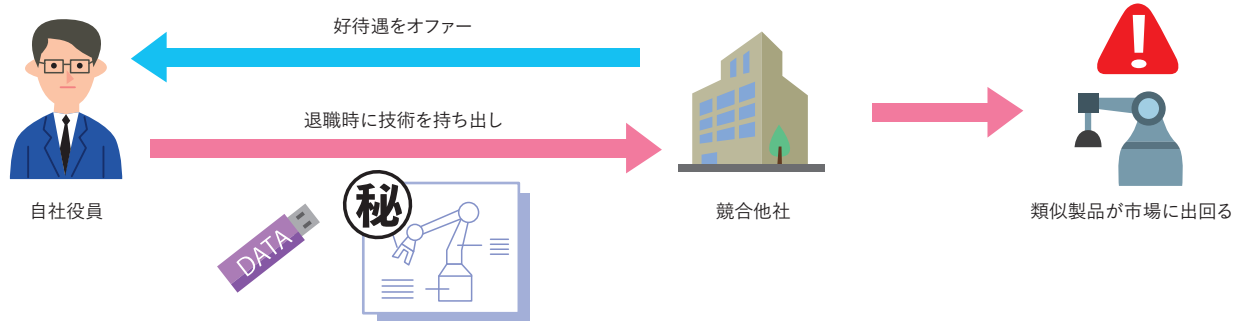 好待遇をオファー
退職時に技術を持ち出し
自社役員
DATA
秘
競合他社
類似製品が市場に出回る